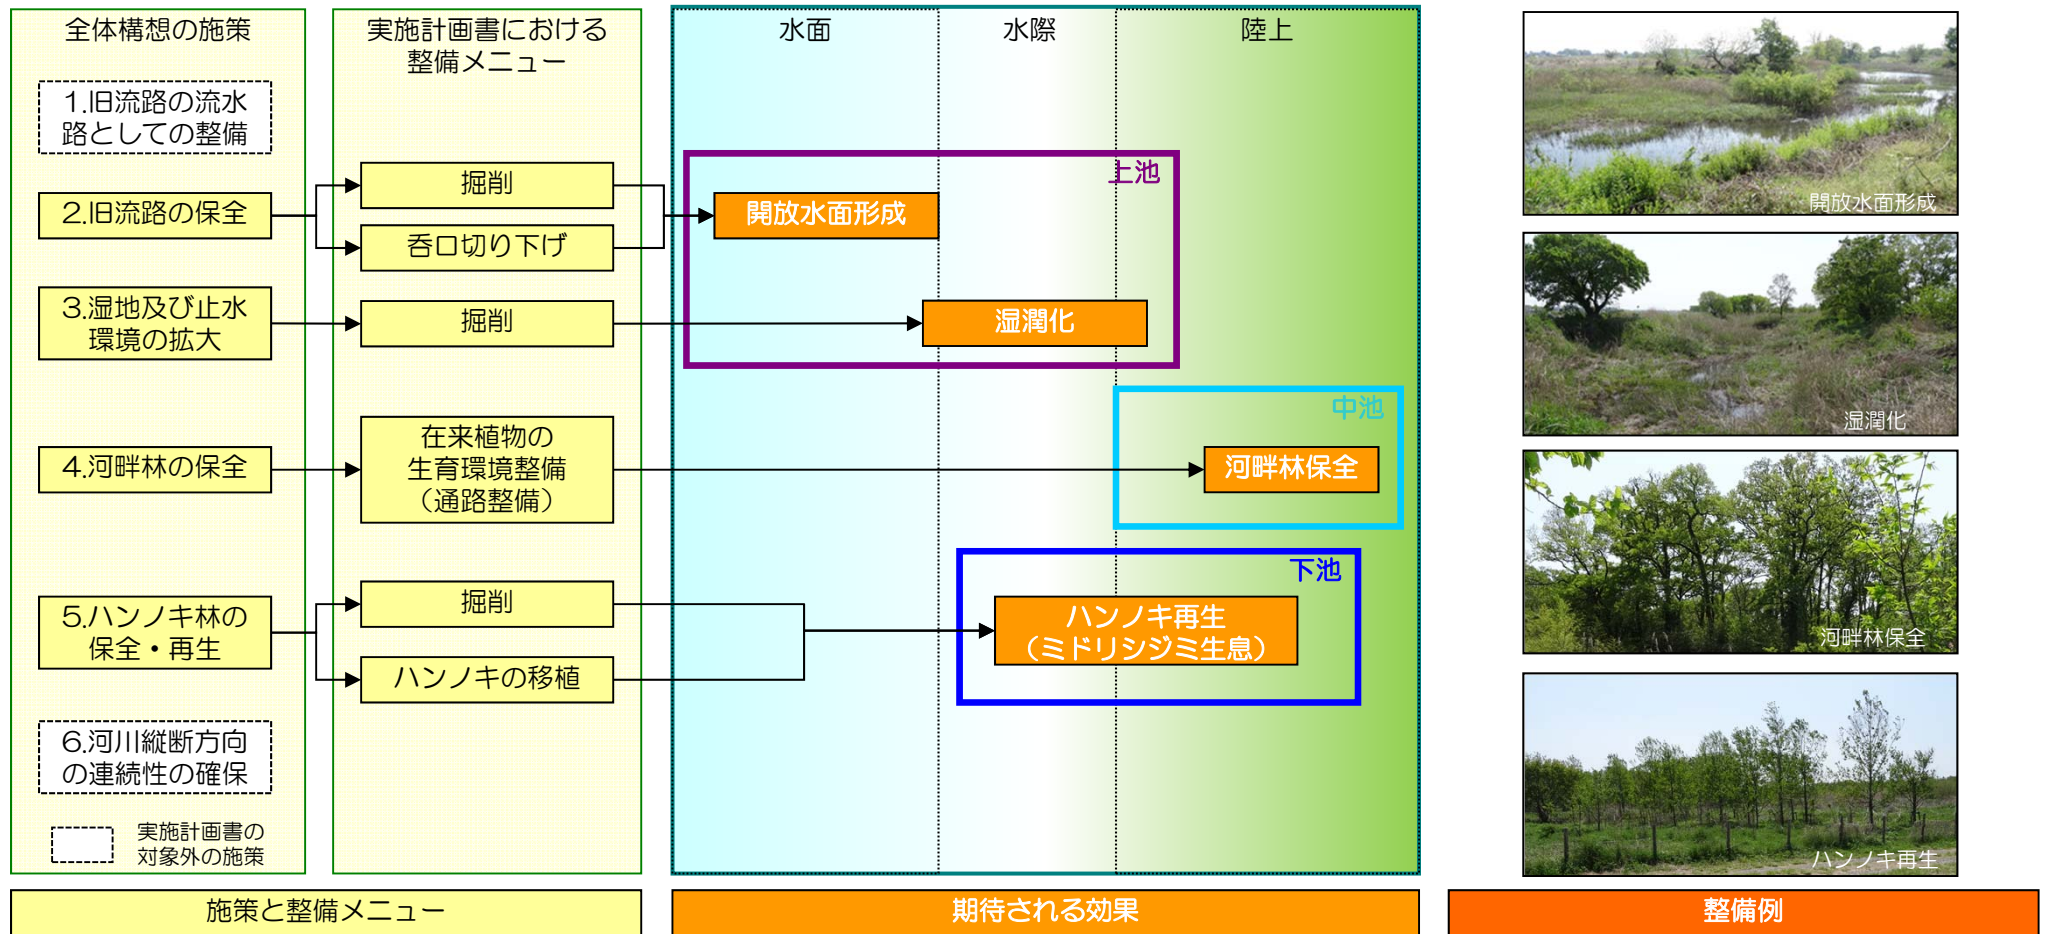 全体構想の施策
1.旧流路の流水
路としての整備
2.旧流路の保全
3.湿地及び止水
環境の拡大
4.河畔林の保全
5.ハンノキ林の
保全・再生
6.河川縦断方向
の連続性の確保
実施計画書の
対象外の施策
実施計画書における
整備メニュー
掘削
呑口切り下げ
掘削
在来植物の
生育環境整備
（通路整備）
掘削
ハンノキの移植
施策と整備メニュー
水面
水際
陸上
上池
開放水面形成
湿潤化
中池
河畔林保全
下池
ハンノキ再生
（ミドリシジミ生息）
期待される効果
開放水面形成
湿潤化
河畔林保全
ハンノキ再生
整備例